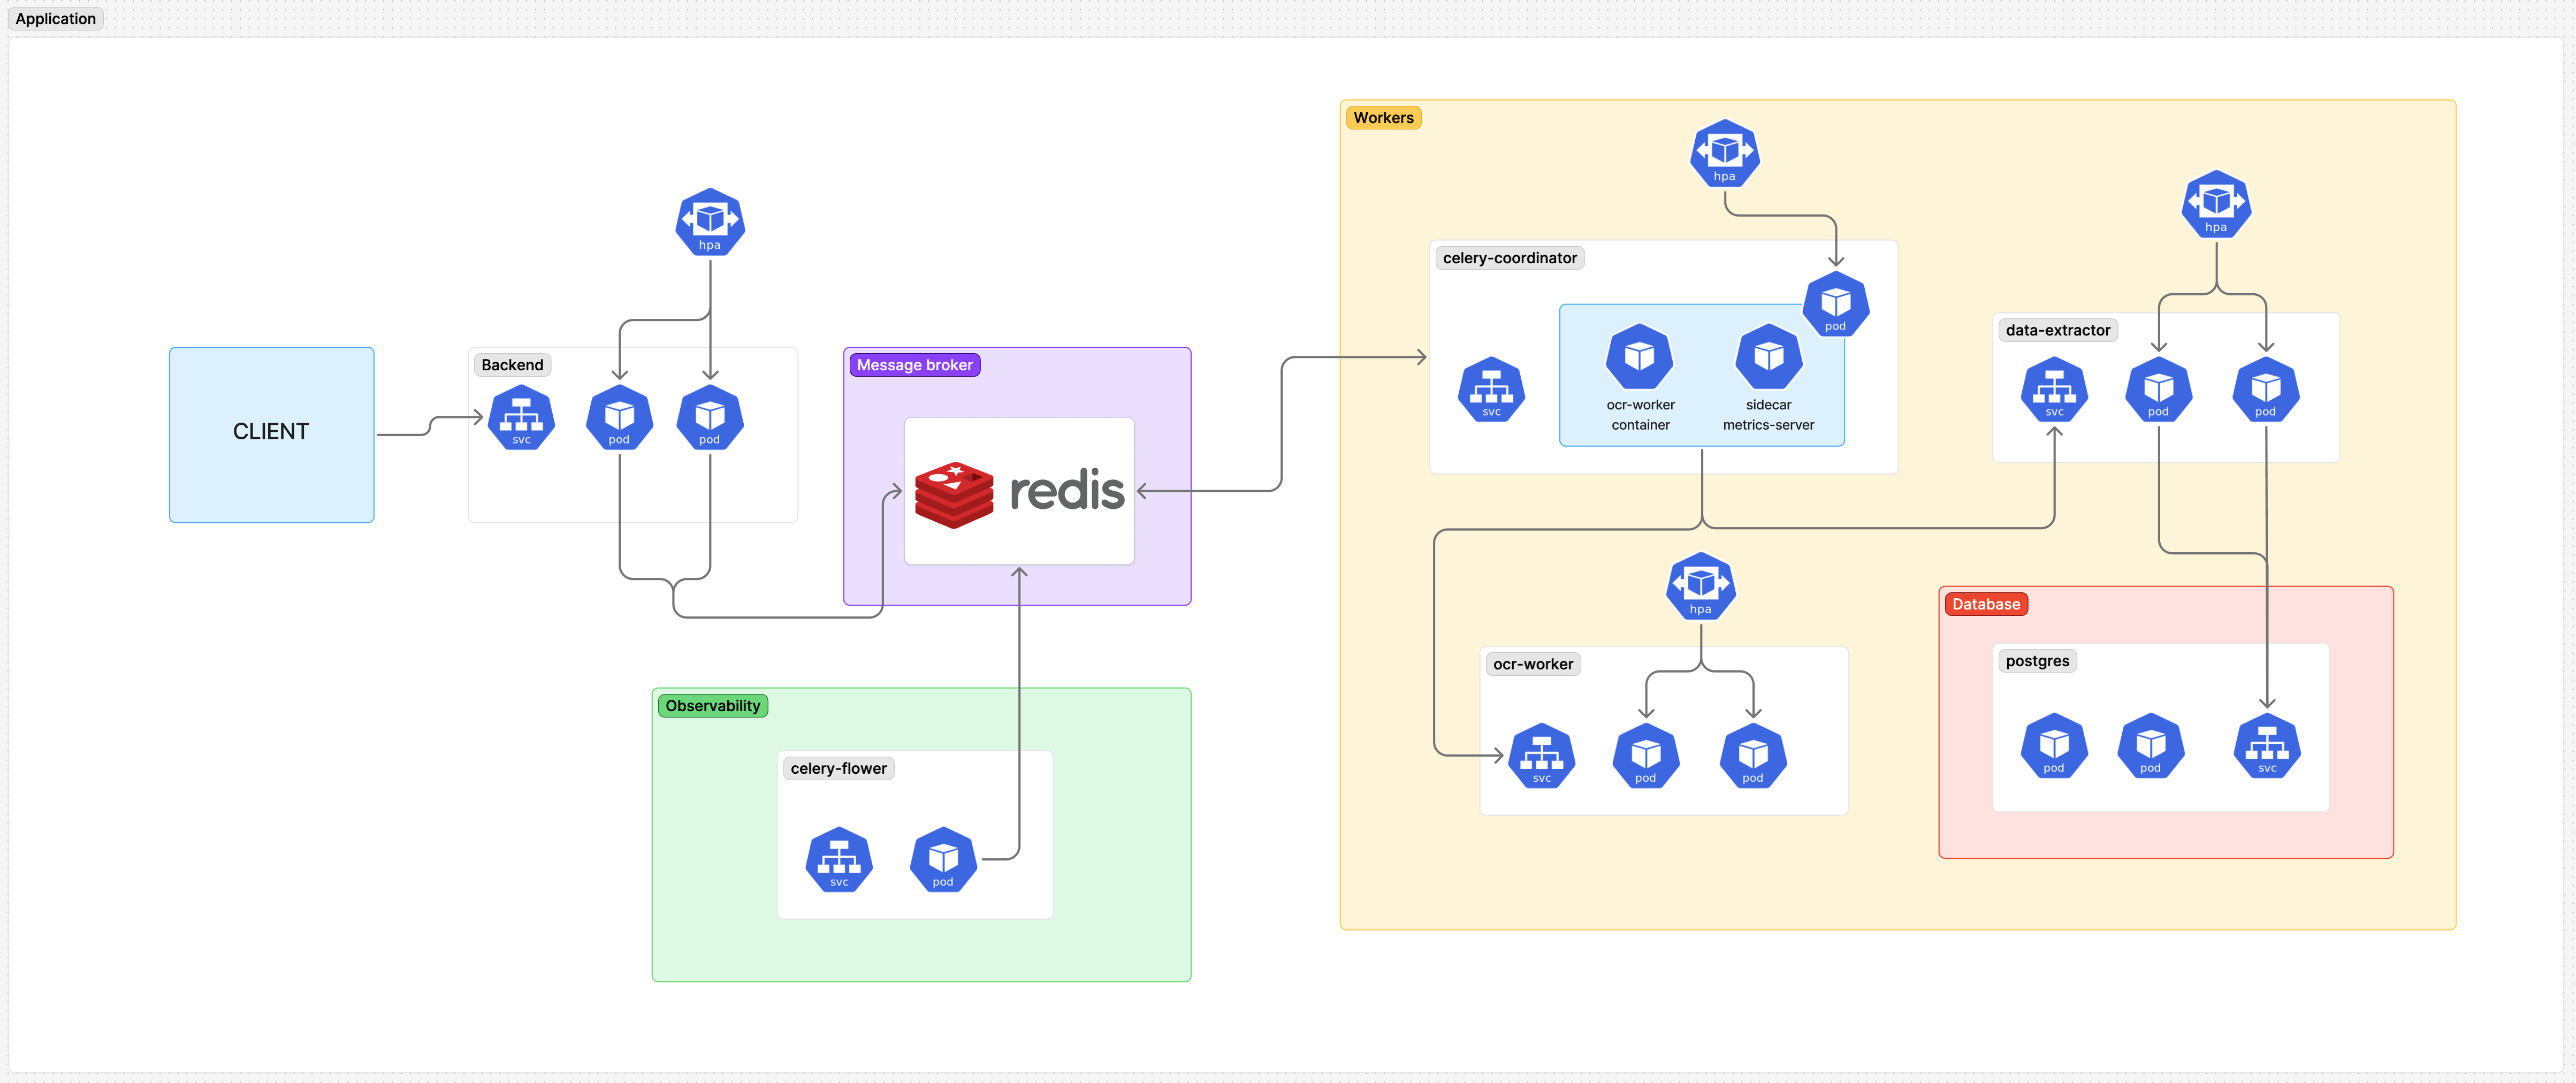 Application
CLIENT
hpa
Backend
svc
pod
pod
Message broker
redis
Observability
celery-flower
svc
pod
Workers
hpa
celery-coordinator
pod
svc
ocr-worker
container
sidecar
metrics-server
hpa
data-extractor
svc
pod
pod
hpa
ocr-worker
svc
pod
pod
Database
postgres
pod
pod
svc